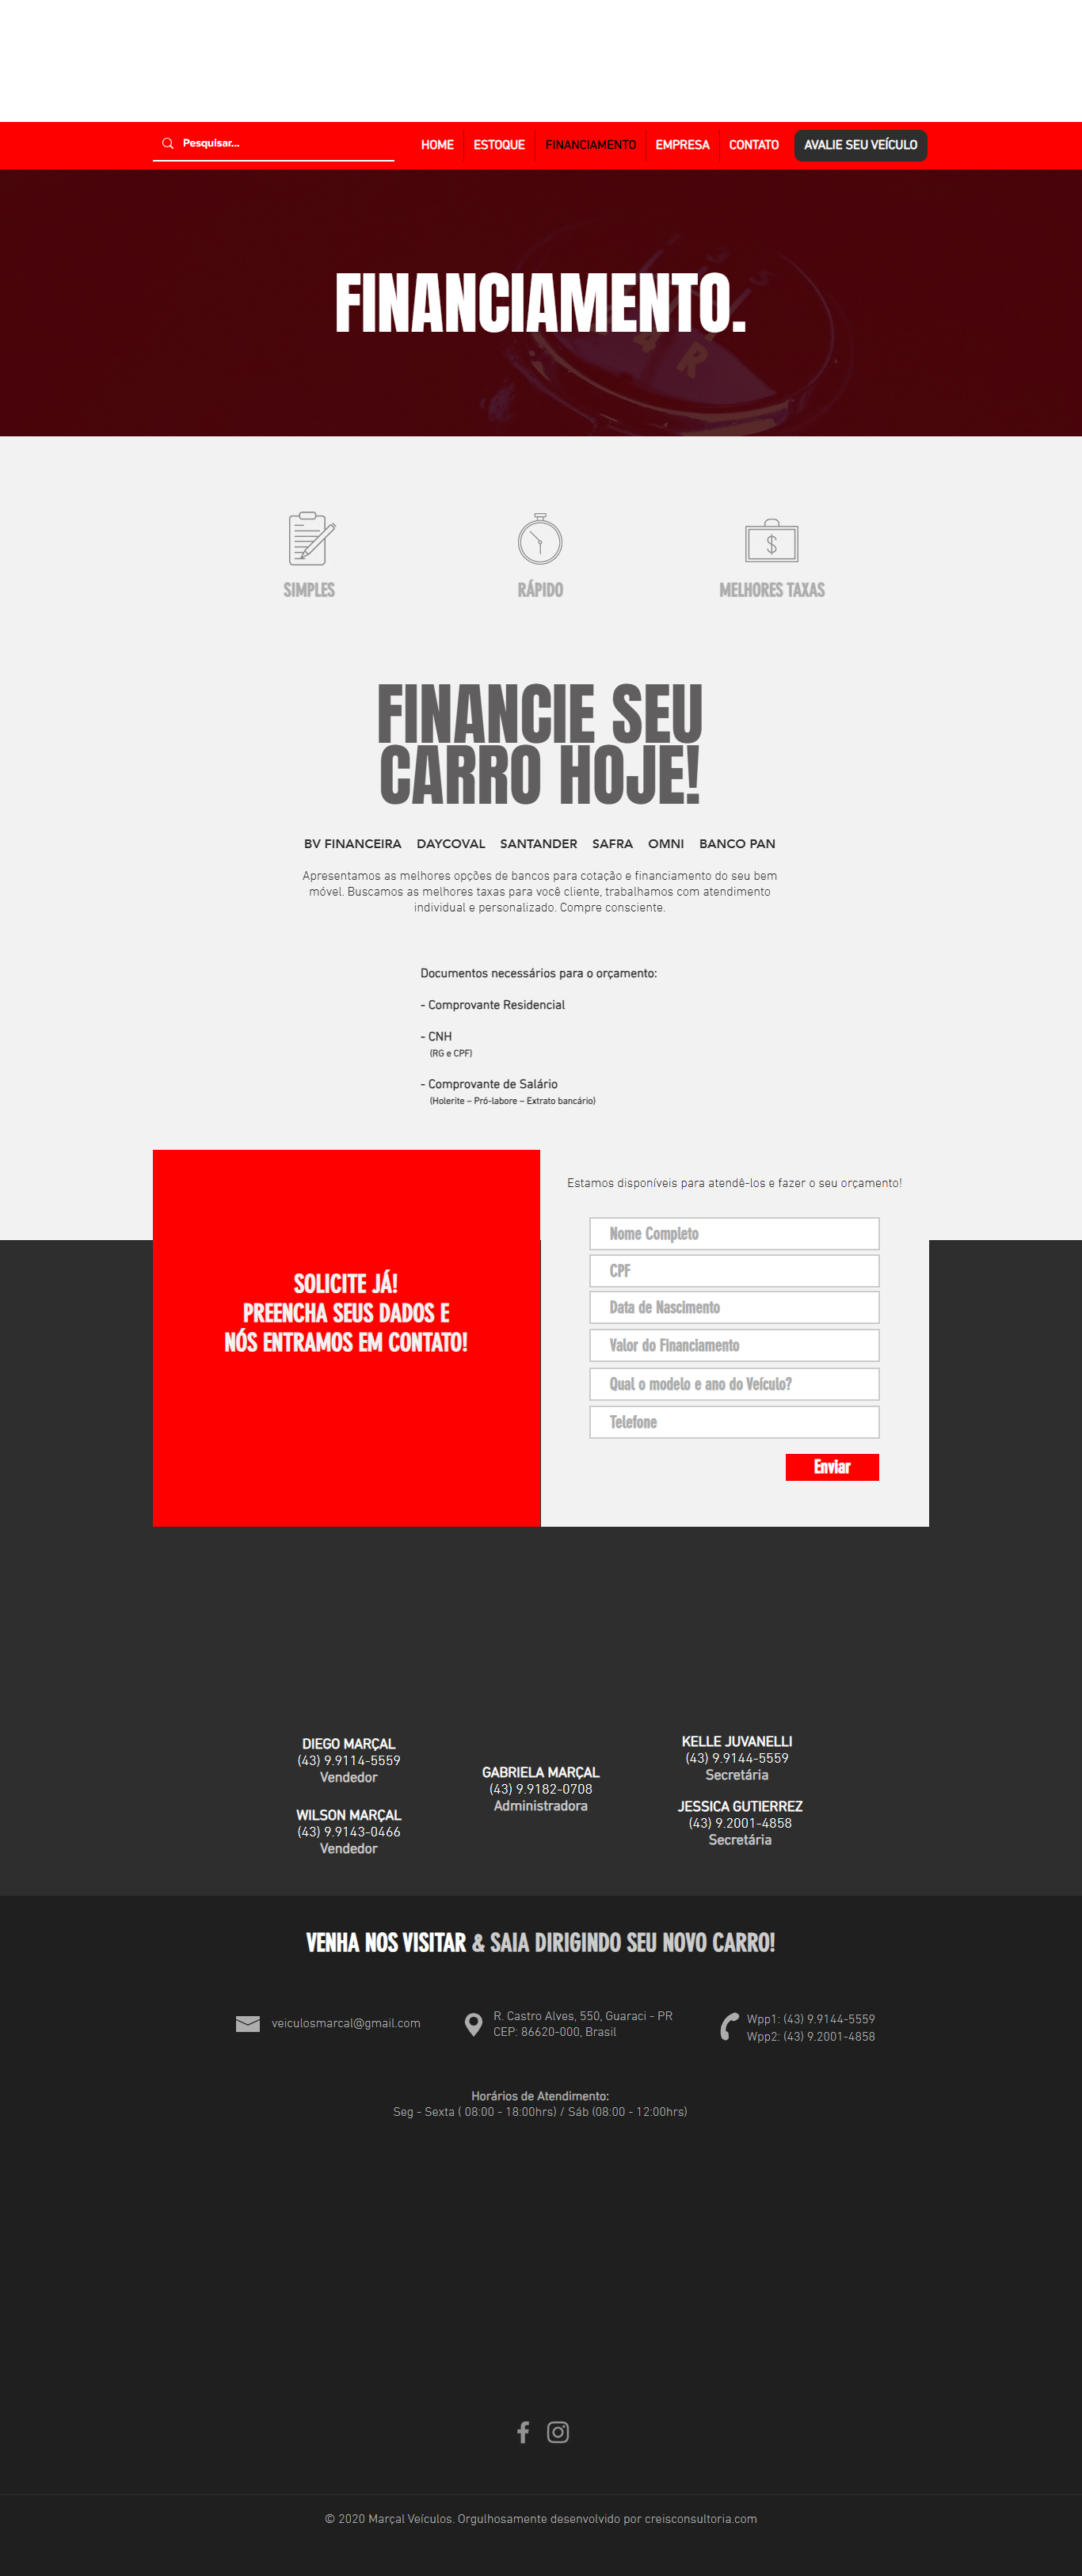 Pesquisar...
HOME
ESTOQUE
FINANCIAMENTO
EMPRESA
CONTATO
AVALIE SEU VEÍCULO
FINANCIAMENTO.
4 R
SIMPLES
RÁPIDO
$
MELHORES TAXAS
FINANCIE SEU
CARRO HOJE!
BV FINANCEIRA DAYCOVAL SANTANDER SAFRA OMNI BANCO PAN
Apresentamos as melhores opções de bancos para cotação e financiamento do seu bem
móvel. Buscamos as melhores taxas para você cliente, trabalhamos com atendimento
individual e personalizado. Compre consciente.
Documentos necessários para o orçamento:
- Comprovante Residencial
- CNH
(RG e CPF)
- Comprovante de Salário
(Holerite – Pró-labore – Extrato bancário)
SOLICITE JÁ!
PREENCHA SEUS DADOS E
NÓS ENTRAMOS EM CONTATO!
Estamos disponíveis para atendê-los e fazer o seu orçamento!
Nome Completo
CPF
Data de Nascimento
Valor do Financiamento
Qual o modelo e ano do Veículo?
Telefone
Enviar
DIEGO MARÇAL
(43) 9.9114-5559
Vendedor
WILSON MARÇAL
(43) 9.9143-0466
Vendedor
GABRIELA MARÇAL
(43) 9.9182-0708
Administradora
KELLE JUVANELLI
(43) 9.9144-5559
Secretária
JESSICA GUTIERREZ
(43) 9.2001-4858
Secretária
VENHA NOS VISITAR & SAIA DIRIGINDO SEU NOVO CARRO!
veiculosmarcal@gmail.com
R. Castro Alves, 550, Guaraci - PR
CEP: 86620-000, Brasil
Wpp1: (43) 9.9144-5559
Wpp2: (43) 9.2001-4858
Horários de Atendimento:
Seg - Sexta ( 08:00 - 18:00hrs) / Sáb (08:00 - 12:00hrs)
© 2020 Marçal Veículos. Orgulhosamente desenvolvido por creisconsultoria.com